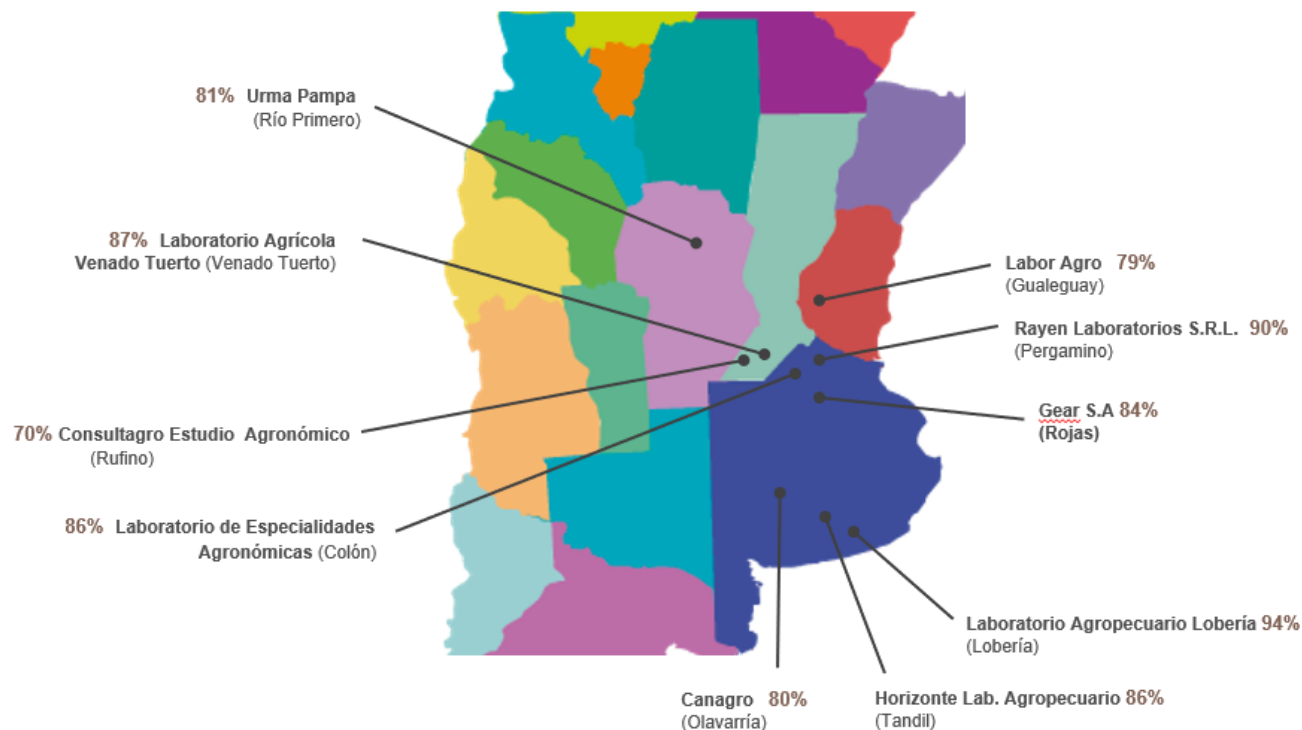 81% Urma Pampa
(Río Primero)
87% Laboratorio Agrícola
Venado Tuerto (Venado Tuerto)
70% Consultagro Estudio Agronómico
(Rufino)
86% Laboratorio de Especialidades
Agronómicas (Colón)
Labor Agro 79%
(Gualeguay)
Rayen Laboratorios S.R.L. 90%
(Pergamino)
Gear S.A 84%
(Rojas)
Laboratorio Agropecuario Lobería 94%
(Lobería)
Canagro 80%
(Olavarría)
Horizonte Lab. Agropecuario 86%
(Tandil)